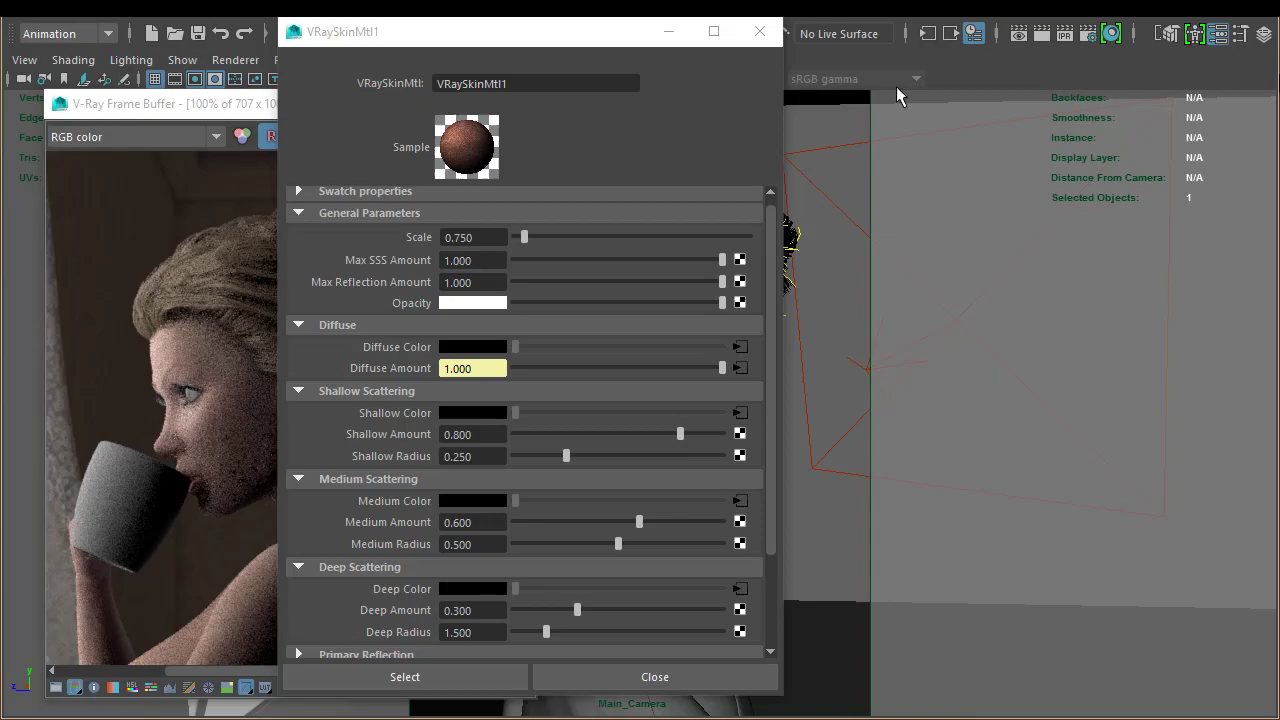 VRaySkinMtl1
Animation
No Live Surface
View Shading Lighting Show Renderer
sRGB gamma
V-Ray Frame Buffer - [100% of 707 x 100
RGB color
Verts
Edge
Face
Tris:
UVs:
VRaySkinMtl: VRaySkinMtl1
Sample
Swatch properties
General Parameters
Scale 0.750
Max SSS Amount 1.000
Max Reflection Amount 1.000
Opacity
Diffuse
Diffuse Color
Diffuse Amount 1.000
Shallow Scattering
Shallow Color
Shallow Amount 0.800
Shallow Radius 0.250
Medium Scattering
Medium Color
Medium Amount 0.600
Medium Radius 0.500
Deep Scattering
Deep Color
Deep Amount 0.300
Deep Radius 1.500
Primary Reflection
Select Close
Backfaces: N/A
Smoothness: N/A
Instance: N/A
Display Layer: N/A
Distance From Camera: N/A
Selected Objects: 1
IPR
HSL
y
z
Main_Camera